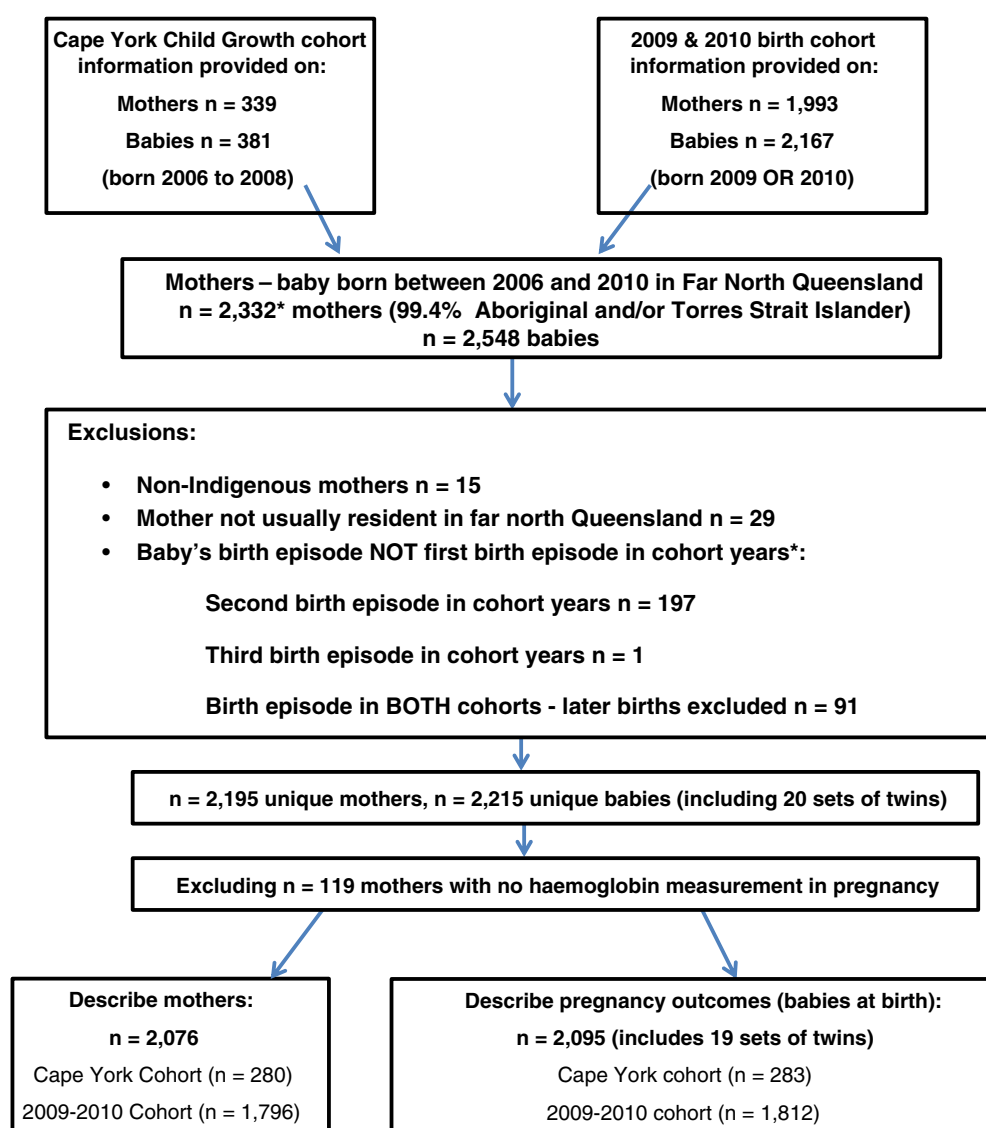 Cape York Child Growth cohort
information provided on:
Mothers n = 339
Babies n = 381
(born 2006 to 2008)
2009 & 2010 birth cohort
information provided on:
Mothers n = 1,993
Babies n = 2,167
(born 2009 OR 2010)
Mothers – baby born between 2006 and 2010 in Far North Queensland
n = 2,332* mothers (99.4% Aboriginal and/or Torres Strait Islander)
n = 2,548 babies
Exclusions:
• Non-Indigenous mothers n = 15
• Mother not usually resident in far north Queensland n = 29
• Baby's birth episode NOT first birth episode in cohort years*:
Second birth episode in cohort years n = 197
Third birth episode in cohort years n = 1
Birth episode in BOTH cohorts - later births excluded n = 91
n = 2,195 unique mothers, n = 2,215 unique babies (including 20 sets of twins)
Excluding n = 119 mothers with no haemoglobin measurement in pregnancy
Describe mothers:
n = 2,076
Cape York Cohort (n = 280)
2009-2010 Cohort (n = 1,796)
Describe pregnancy outcomes (babies at birth):
n = 2,095 (includes 19 sets of twins)
Cape York cohort (n = 283)
2009-2010 cohort (n = 1,812)